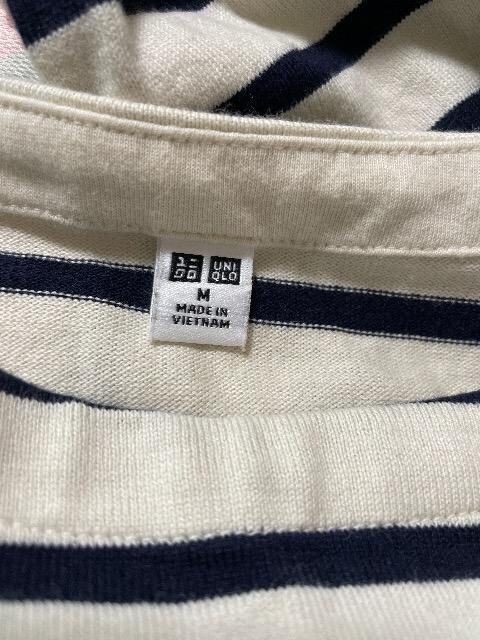 ユニ UNI
クロ QLO
M
MADE IN
VIETNAM